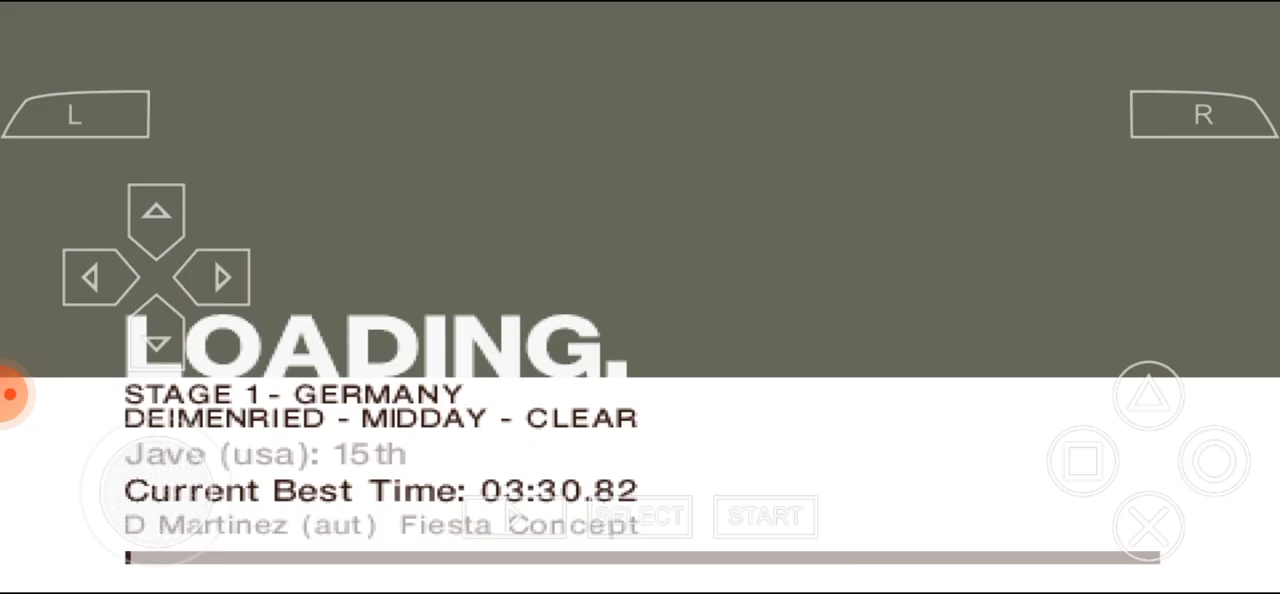 L
R
LOADING.
STAGE 1 - GERMANY
DEIMENRIED - MIDDAY - CLEAR
Jave (usa): 15th
Current Best Time: 03:30.82
D Martinez (aut) Fiesta Concept
SELECT
START